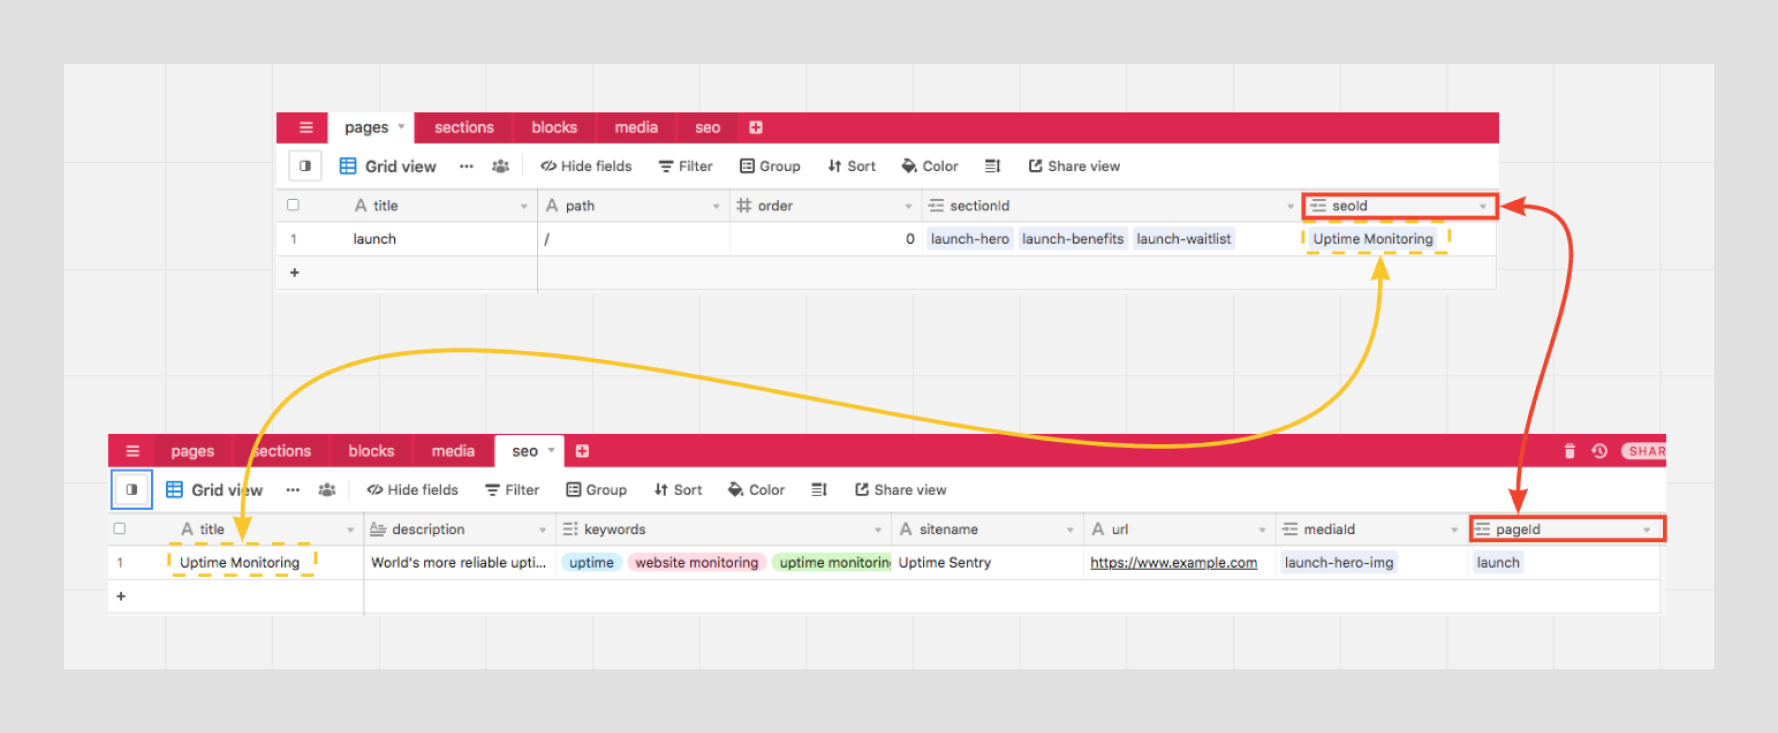 pages sections blocks media seo
Grid view ... Hide fields Filter Group Sort Color Share view
title path order sectionId seoId
1 launch / 0 launch-hero launch-benefits launch-waitlist Uptime Monitoring
+
pages sections blocks media seo SHAR
Grid view ... Hide fields Filter Group Sort Color Share view
title description keywords sitename url mediaId pageId
1 Uptime Monitoring World's more reliable upti... uptime website monitoring uptime monitorin Uptime Sentry https://www.example.com launch-hero-img launch
+